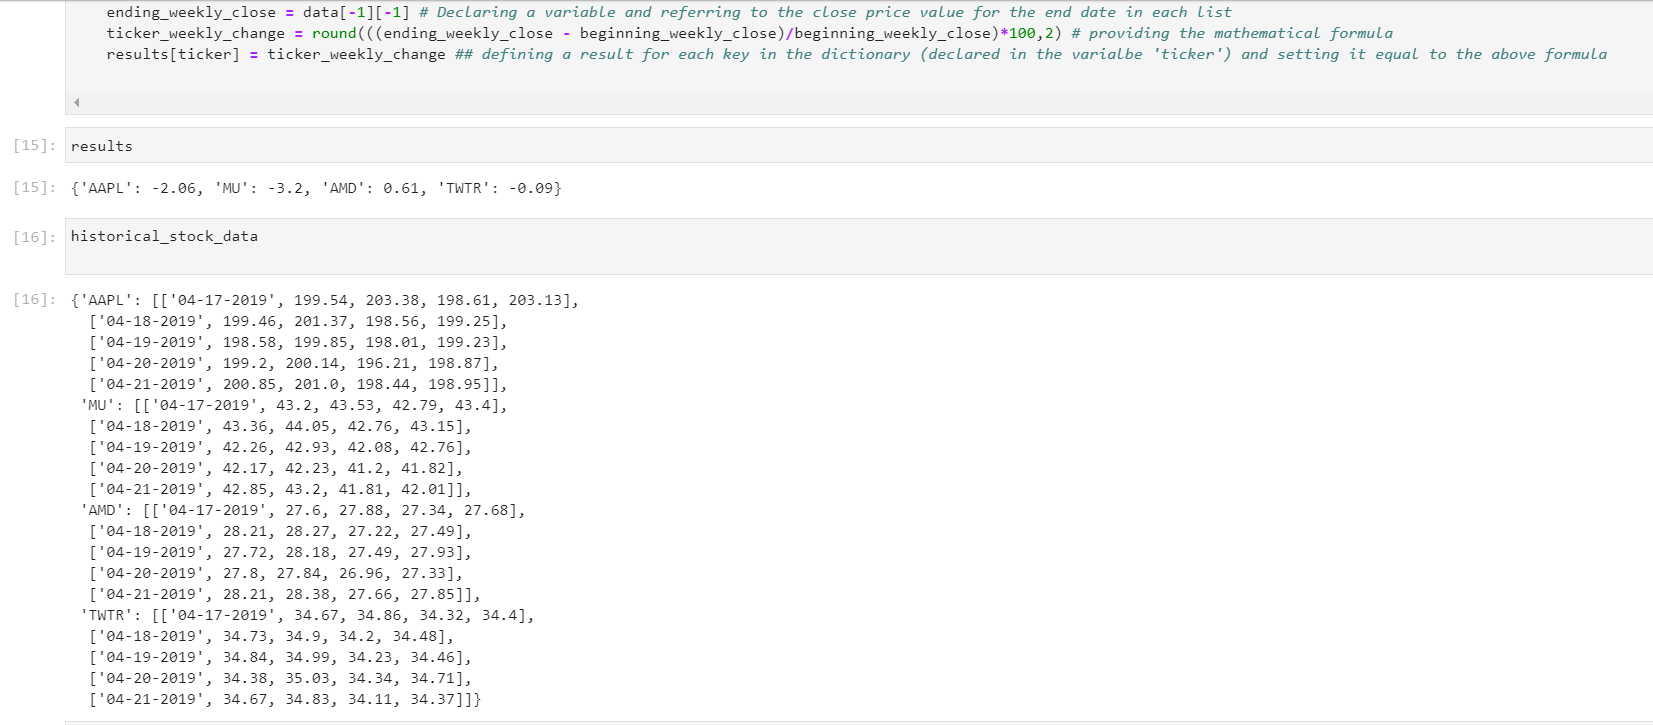 ending_weekly_close = data[-1][-1] # Declaring a variable and referring to the close price value for the end date in each list
ticker_weekly_change = round(((ending_weekly_close - beginning_weekly_close)/beginning_weekly_close)*100,2) # providing the mathematical formula
results[ticker] = ticker_weekly_change ## defining a result for each key in the dictionary (declared in the varialbe 'ticker') and setting it equal to the above formula
[15]: results
[15]: {'AAPL': -2.06, 'MU': -3.2, 'AMD': 0.61, 'TWTR': -0.09}
[16]: historical_stock_data
[16]: {'AAPL': [['04-17-2019', 199.54, 203.38, 198.61, 203.13],
['04-18-2019', 199.46, 201.37, 198.56, 199.25],
['04-19-2019', 198.58, 199.85, 198.01, 199.23],
['04-20-2019', 199.2, 200.14, 196.21, 198.87],
['04-21-2019', 200.85, 201.0, 198.44, 198.95]],
'MU': [['04-17-2019', 43.2, 43.53, 42.79, 43.4],
['04-18-2019', 43.36, 44.05, 42.76, 43.15],
['04-19-2019', 42.26, 42.93, 42.08, 42.76],
['04-20-2019', 42.17, 42.23, 41.2, 41.82],
['04-21-2019', 42.85, 43.2, 41.81, 42.01]],
'AMD': [['04-17-2019', 27.6, 27.88, 27.34, 27.68],
['04-18-2019', 28.21, 28.27, 27.22, 27.49],
['04-19-2019', 27.72, 28.18, 27.49, 27.93],
['04-20-2019', 27.8, 27.84, 26.96, 27.33],
['04-21-2019', 28.21, 28.38, 27.66, 27.85]],
'TWTR': [['04-17-2019', 34.67, 34.86, 34.32, 34.4],
['04-18-2019', 34.73, 34.9, 34.2, 34.48],
['04-19-2019', 34.84, 34.99, 34.23, 34.46],
['04-20-2019', 34.38, 35.03, 34.34, 34.71],
['04-21-2019', 34.67, 34.83, 34.11, 34.37]]}